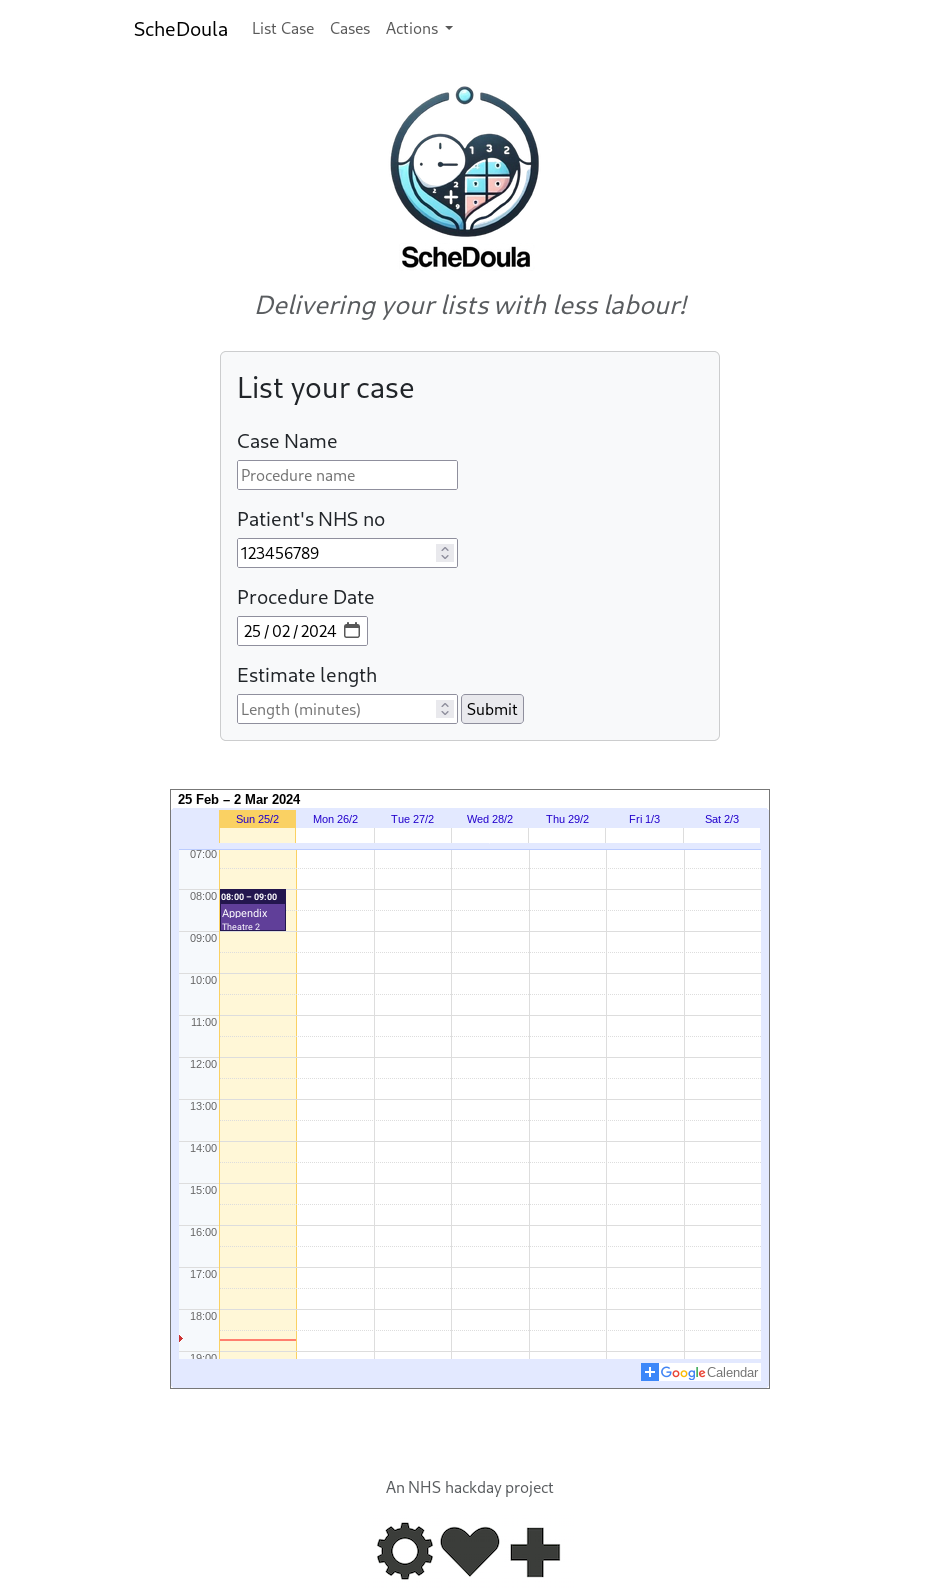 ScheDoula List Case Cases Actions
1 3 2
2
2 9
ScheDoula
Delivering your lists with less labour!
List your case
Case Name
Procedure name
Patient's NHS no
123456789
Procedure Date
25/02/2024
Estimate length
Length (minutes) Submit
25 Feb – 2 Mar 2024
Sun 25/2 Mon 26/2 Tue 27/2 Wed 28/2 Thu 29/2 Fri 1/3 Sat 2/3
07:00
08:00 08:00 – 09:00
Appendix
Theatre 2
09:00
10:00
11:00
12:00
13:00
14:00
15:00
16:00
17:00
18:00
19:00
Google Calendar
An NHS hackday project